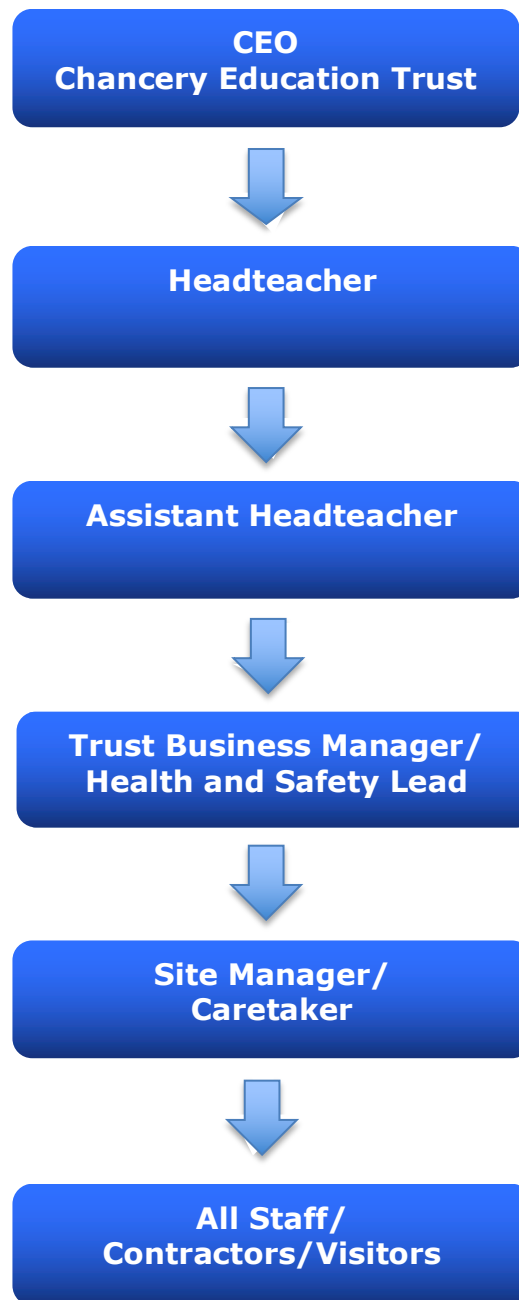 CEO
Chancery Education Trust
Headteacher
Assistant Headteacher
Trust Business Manager/
Health and Safety Lead
Site Manager/
Caretaker
All Staff/
Contractors/Visitors